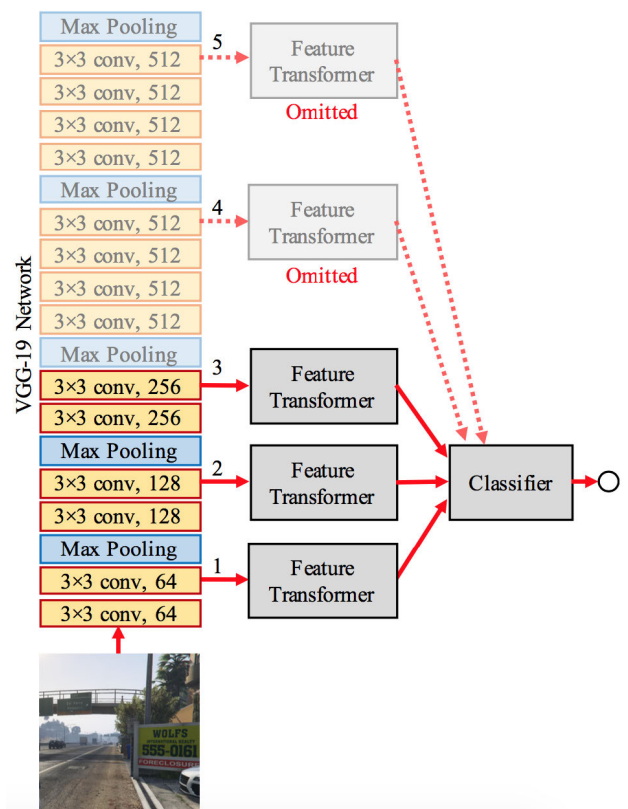 Max Pooling
3×3 conv, 512
3×3 conv, 512
3×3 conv, 512
3×3 conv, 512
Max Pooling
3×3 conv, 512
3×3 conv, 512
3×3 conv, 512
3×3 conv, 512
Max Pooling
3×3 conv, 256
3×3 conv, 256
Max Pooling
3×3 conv, 128
3×3 conv, 128
Max Pooling
3×3 conv, 64
3×3 conv, 64
VGG-19 Network
5
Feature
Transformer
Omitted
4
Feature
Transformer
Omitted
3
Feature
Transformer
2
Feature
Transformer
1
Feature
Transformer
Classifier
WOLFS
555-0161
FORECLOSURE